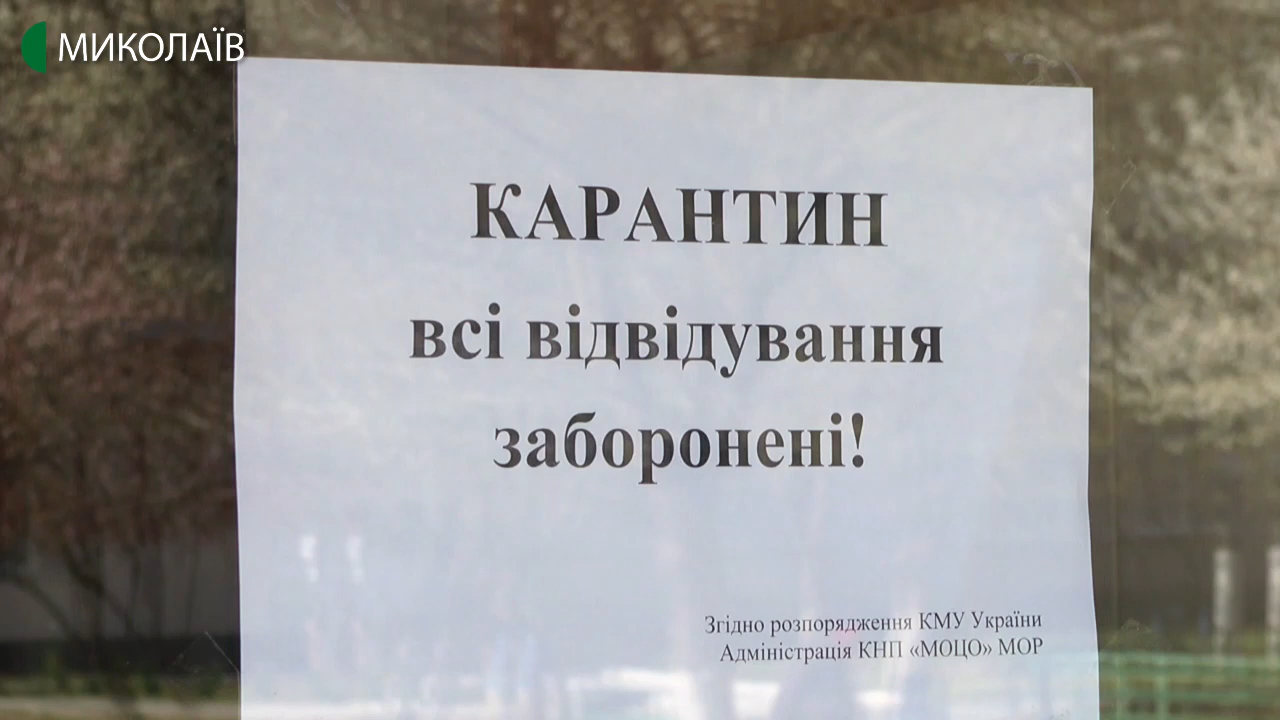 МИКОЛАЇВ
КАРАНТИН
всі відвідування
заборонені!
Згідно розпорядження КМУ України
Адміністрація КНП «МОЦО» МОР